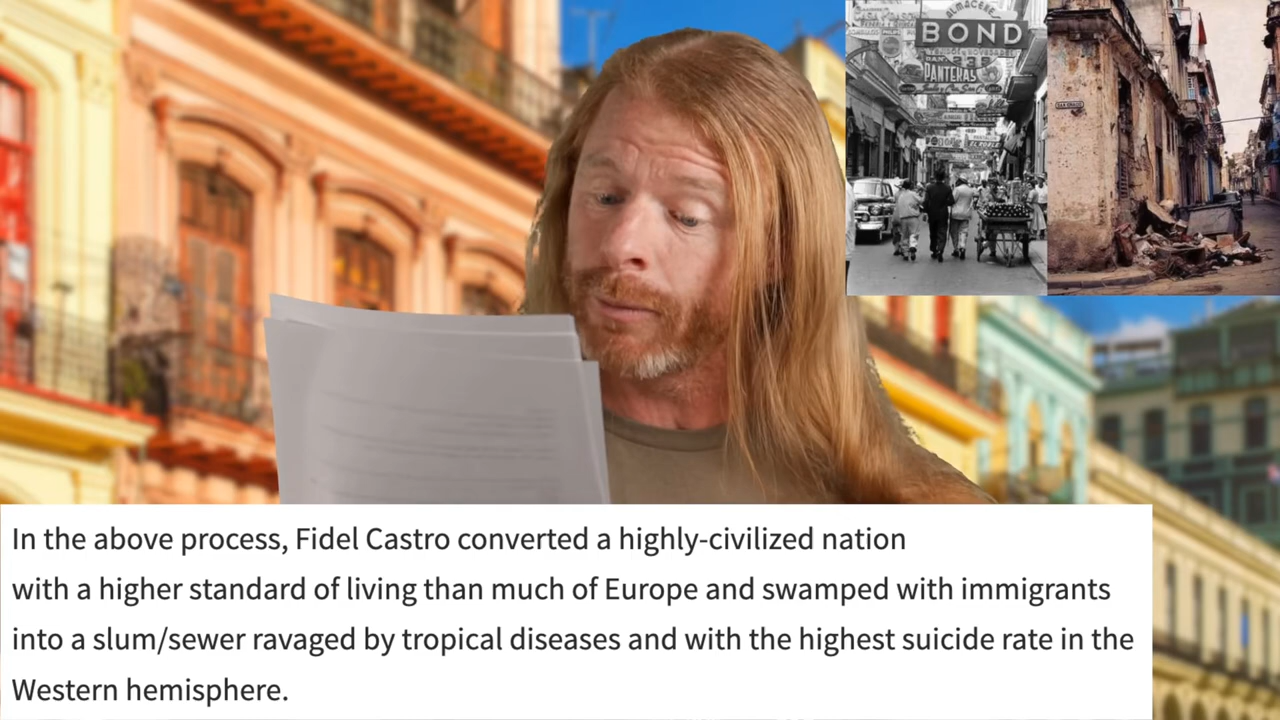 ALMACENES
BOND
PANTERAS
In the above process, Fidel Castro converted a highly-civilized nation
with a higher standard of living than much of Europe and swamped with immigrants
into a slum/sewer ravaged by tropical diseases and with the highest suicide rate in the
Western hemisphere.